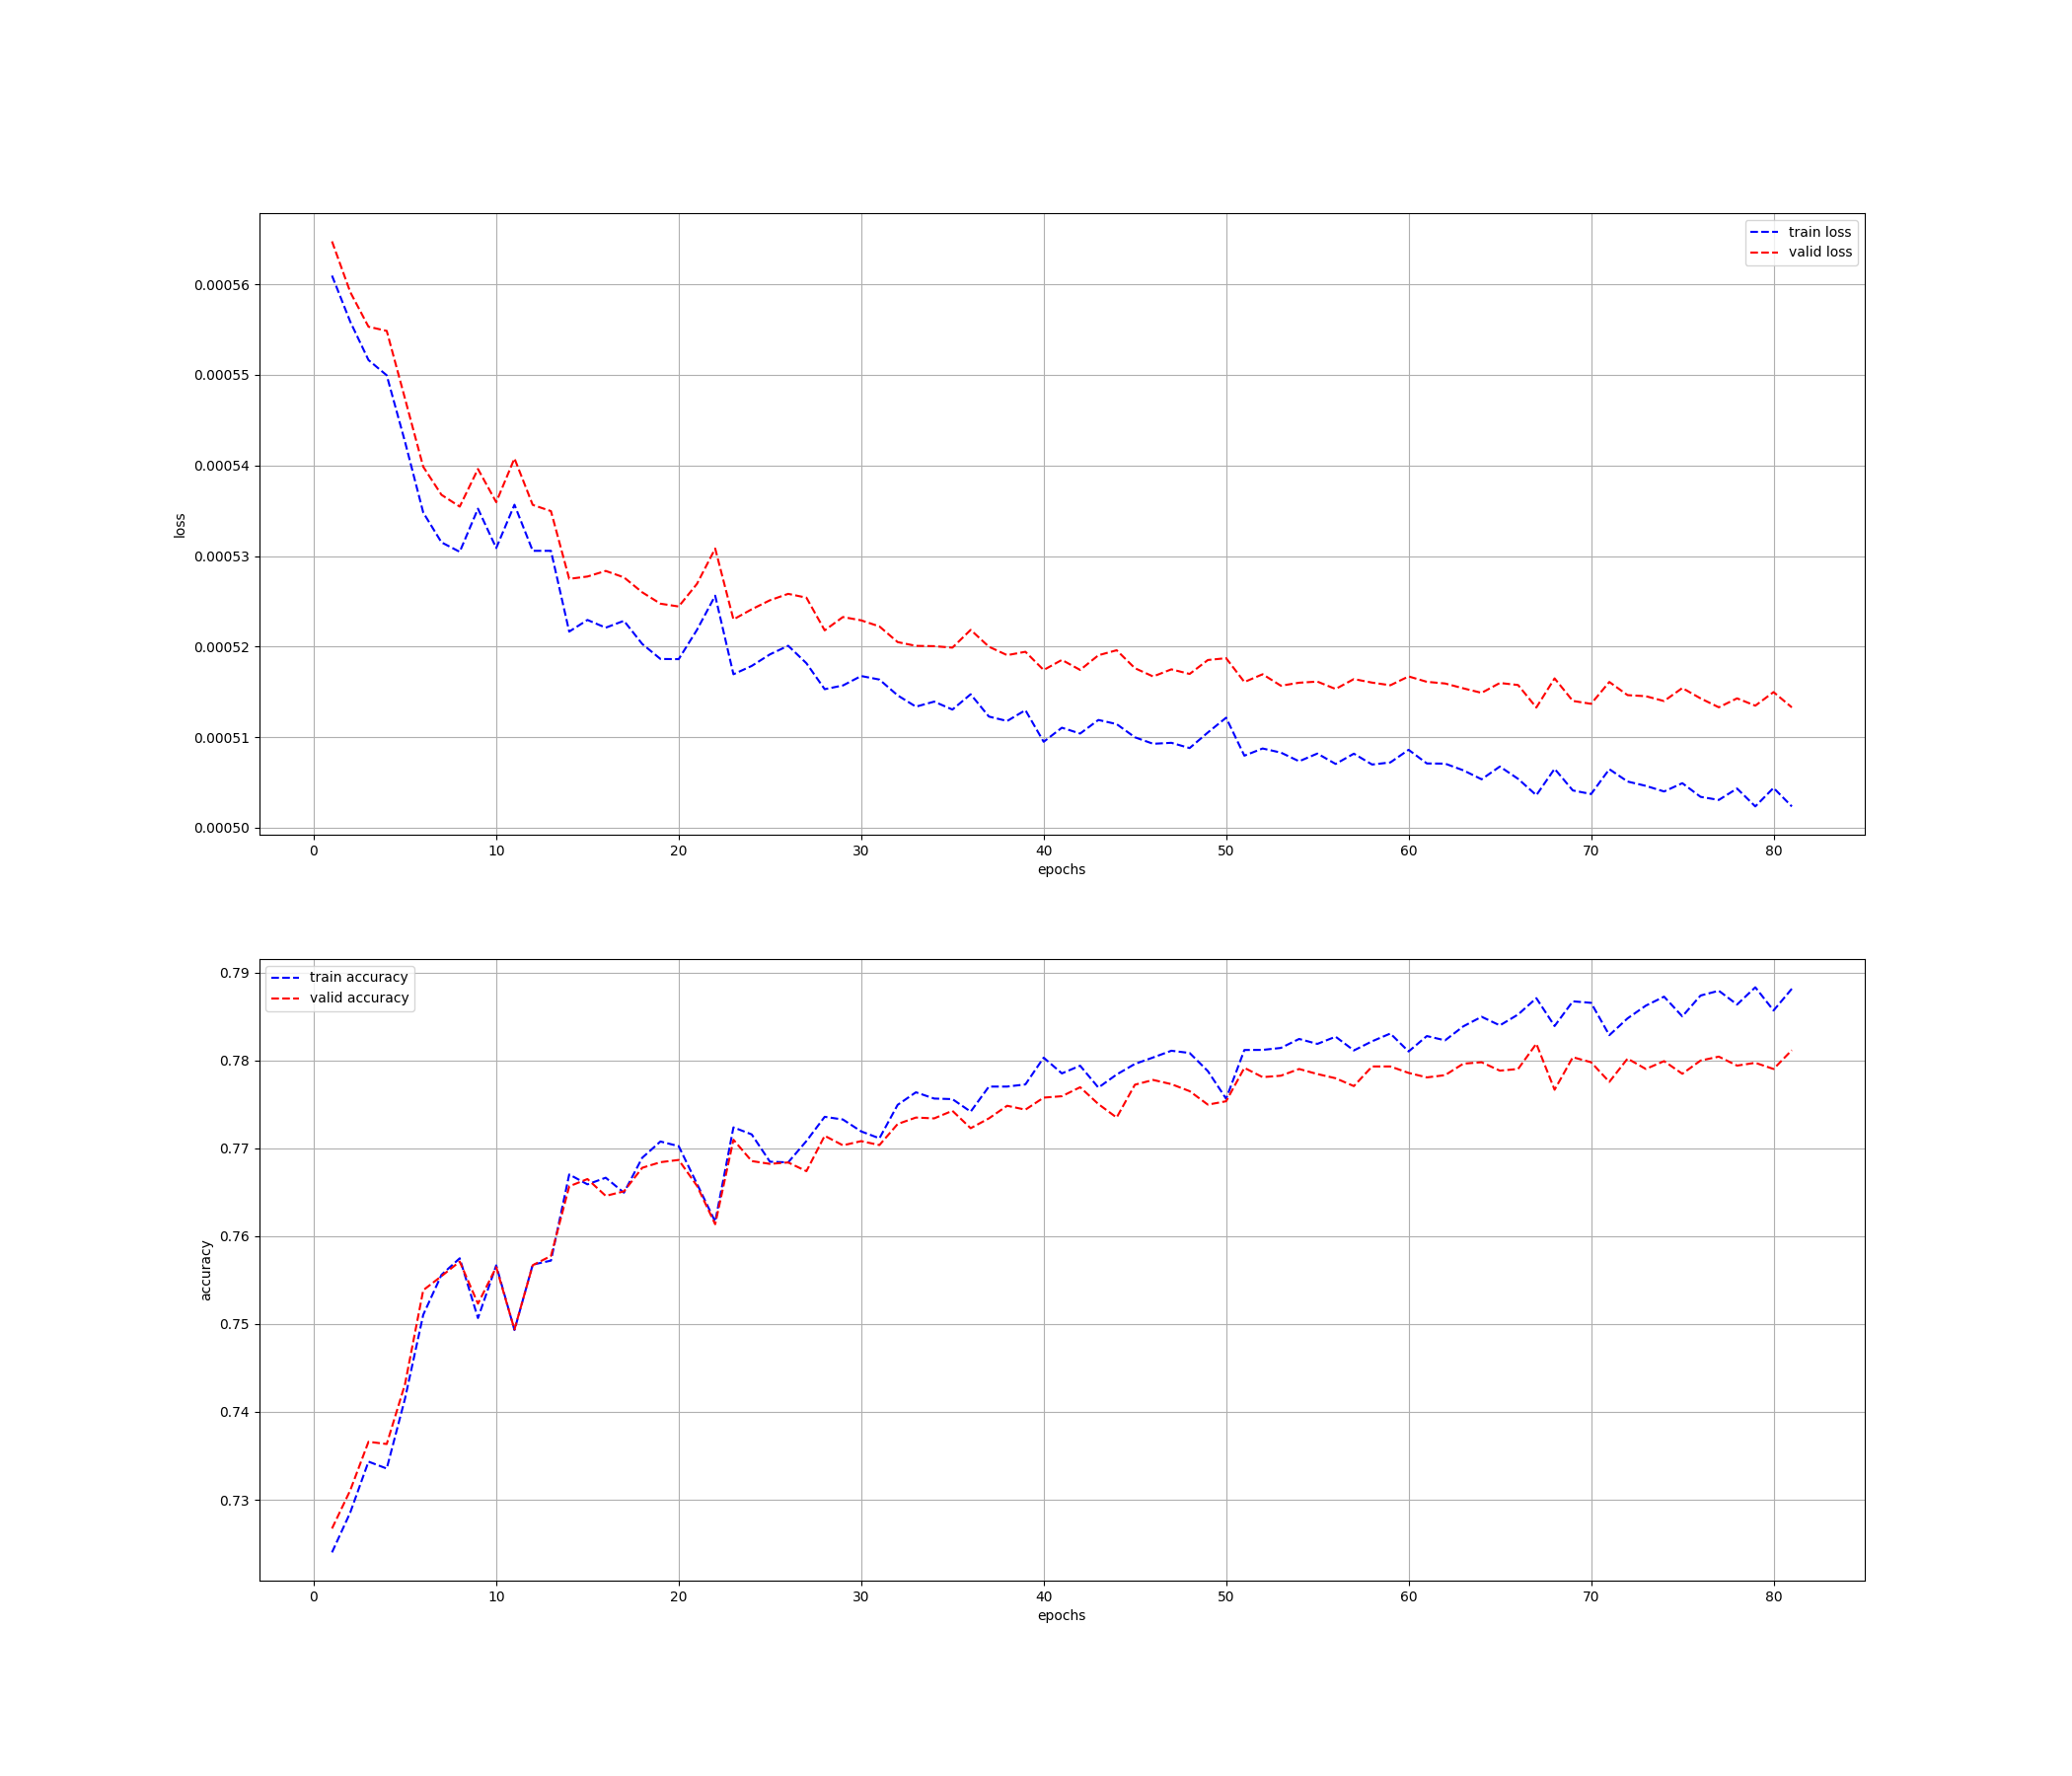 train loss
valid loss
0.00056
0.00055
0.00054
0.00053
0.00052
0.00051
0.00050
loss
0 10 20 30 40 50 60 70 80
epochs
train accuracy
valid accuracy
0.79
0.78
0.77
0.76
0.75
0.74
0.73
accuracy
0 10 20 30 40 50 60 70 80
epochs